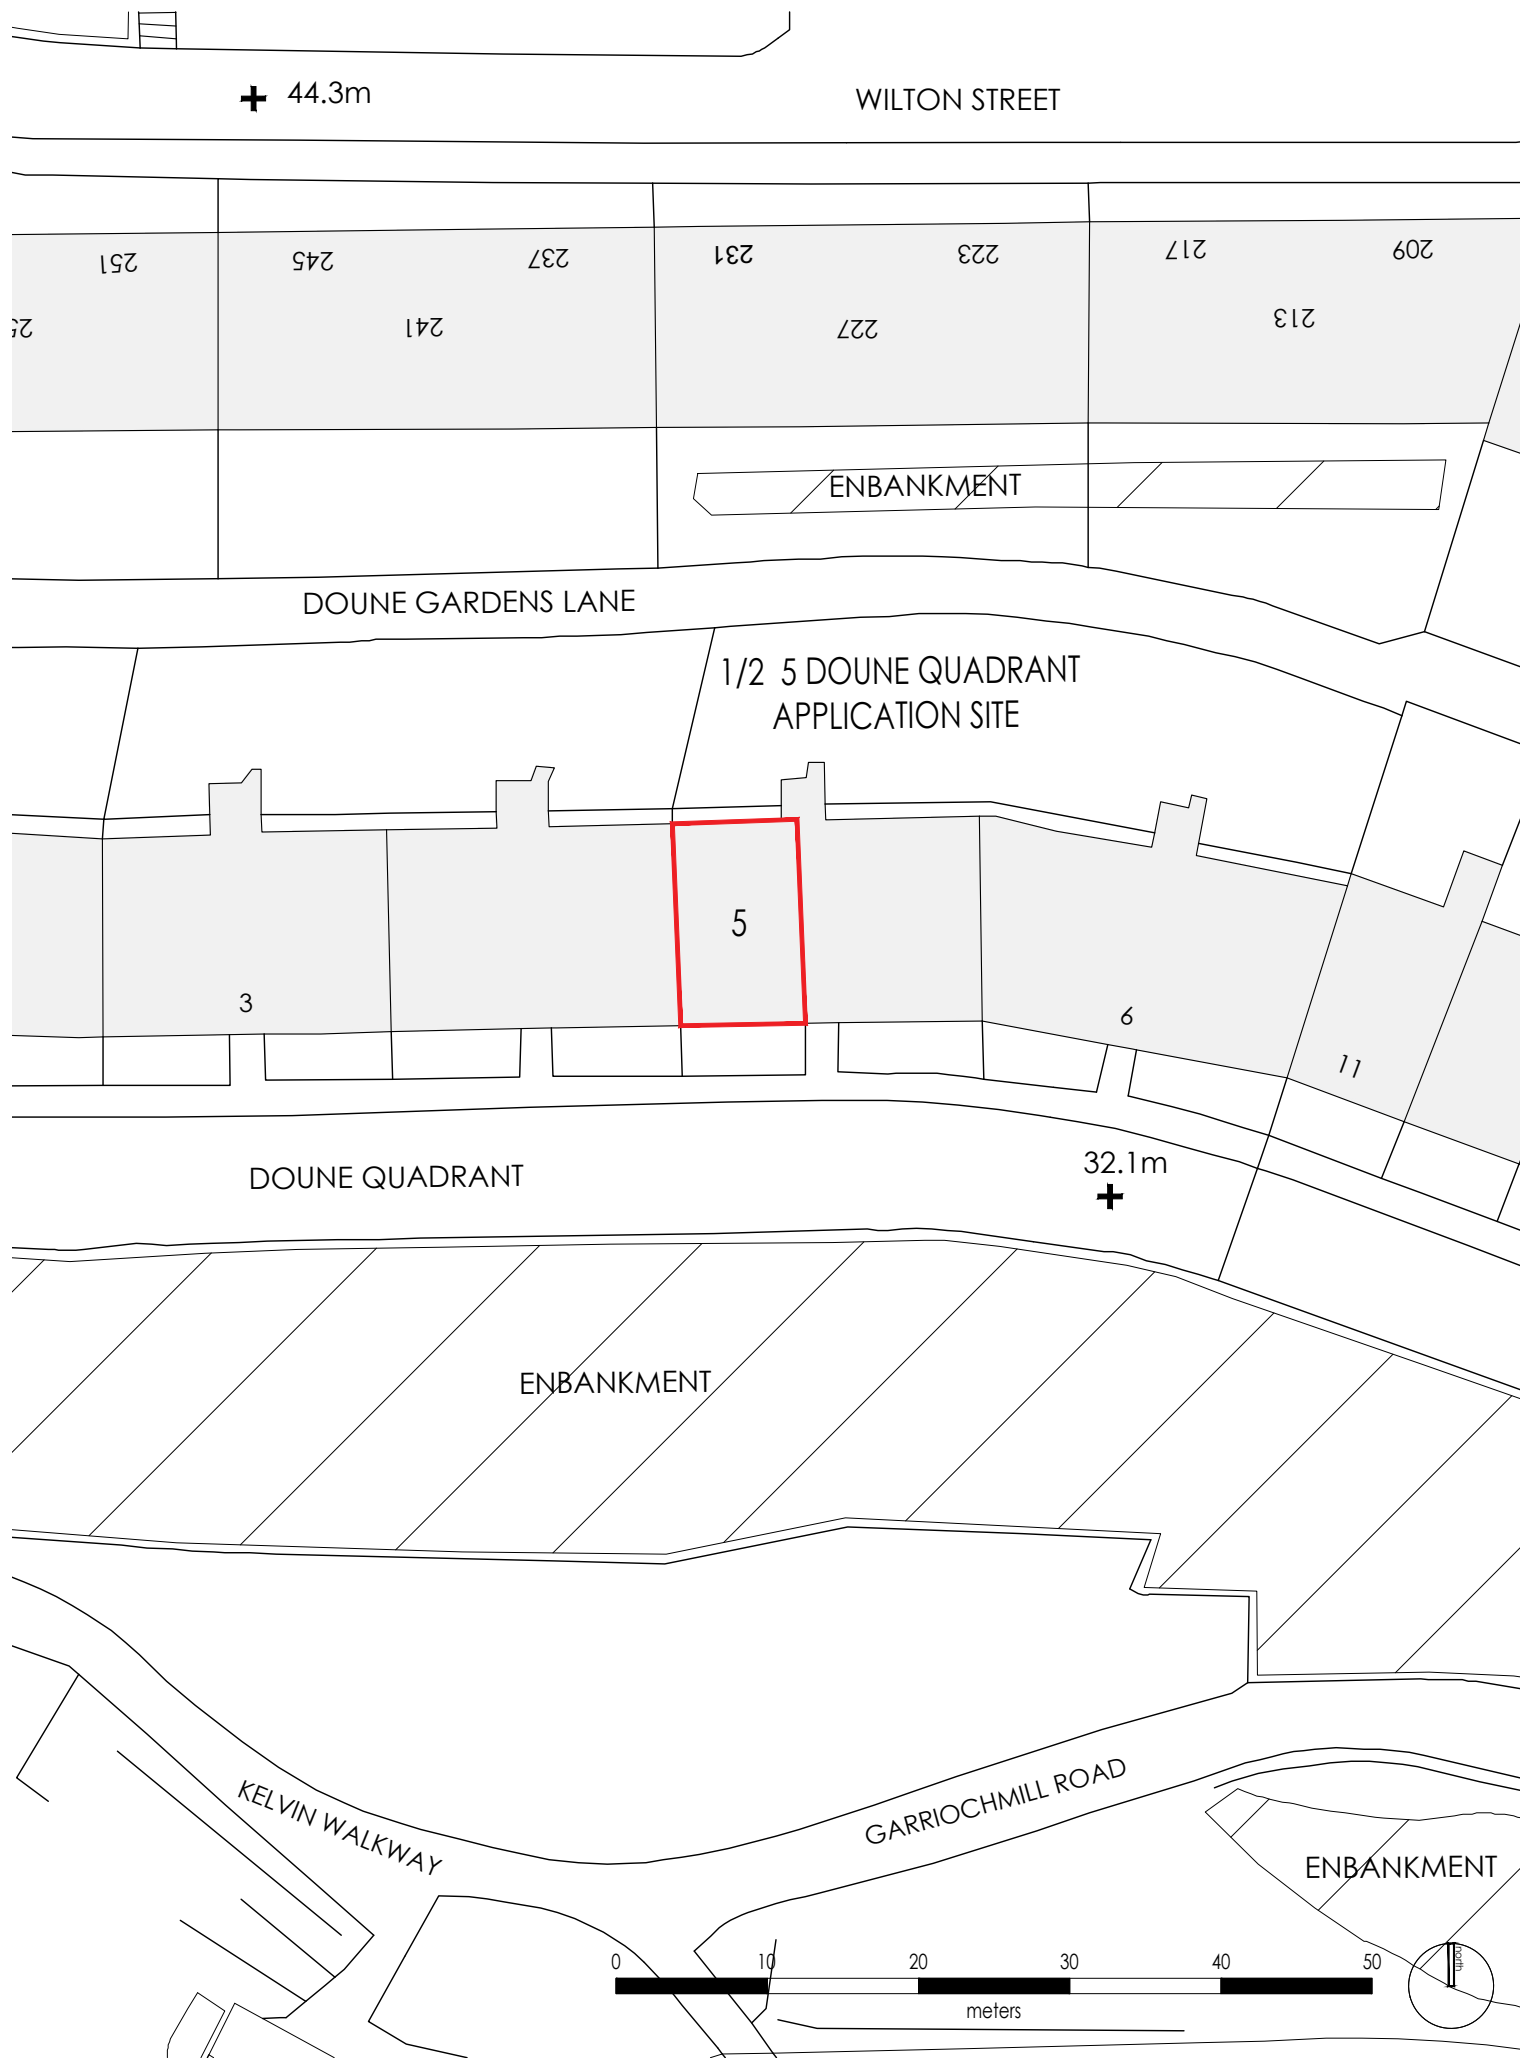 44.3m
WILTON STREET
251
245
237
231
223
217
209
241
227
213
ENBANKMENT
DOUNE GARDENS LANE
1/2 5 DOUNE QUADRANT
APPLICATION SITE
5
3
6
11
DOUNE QUADRANT
32.1m
ENBANKMENT
KELVIN WALKWAY
GARRIOCHMILL ROAD
ENBANKMENT
0 10 20 30 40 50
meters
north